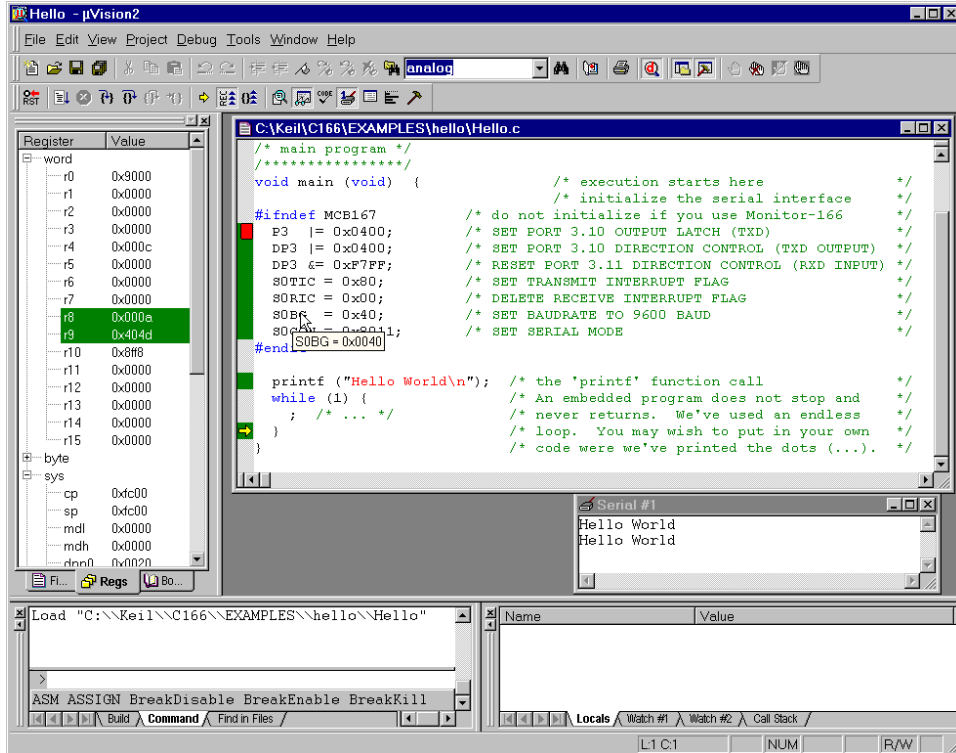 Hello - µVision2
File Edit View Project Debug Tools Window Help
analog
RST
CODE
Register Value
word
r0 0x9000
r1 0x0000
r2 0x0000
r3 0x0000
r4 0x000c
r5 0x0000
r6 0x0000
r7 0x0000
r8 0x000a
r9 0x404d
r10 0x8ff8
r11 0x0000
r12 0x0000
r13 0x0000
r14 0x0000
r15 0x0000
byte
sys
cp 0xfc00
sp 0xfc00
mdl 0x0000
mdh 0x0000
dpp0 0x0020
Fi... Regs Bo...
C:\Keil\C166\EXAMPLES\hello\Hello.c
/* main program */
/*****************/
void main (void) { /* execution starts here */
/* initialize the serial interface */
#ifndef MCB167 /* do not initialize if you use Monitor-166 */
P3 |= 0x0400; /* SET PORT 3.10 OUTPUT LATCH (TXD) */
DP3 |= 0x0400; /* SET PORT 3.10 DIRECTION CONTROL (TXD OUTPUT) */
DP3 &= 0xF7FF; /* RESET PORT 3.11 DIRECTION CONTROL (RXD INPUT) */
S0TIC = 0x80; /* SET TRANSMIT INTERRUPT FLAG */
S0RIC = 0x00; /* DELETE RECEIVE INTERRUPT FLAG */
S0BG = 0x40; /* SET BAUDRATE TO 9600 BAUD */
S0CON = 0x8011; /* SET SERIAL MODE */
S0BG = 0x0040
#endif
printf ("Hello World\n"); /* the 'printf' function call */
while (1) { /* An embedded program does not stop and */
; /* ... */ /* never returns. We've used an endless */
} /* loop. You may wish to put in your own */
} /* code were we've printed the dots (...). */
Serial #1
Hello World
Hello World
Load "C:\\Keil\\C166\\EXAMPLES\\hello\\Hello"
>
ASM ASSIGN BreakDisable BreakEnable BreakKill
Build Command Find in Files
Name Value
Locals Watch #1 Watch #2 Call Stack
L:1 C:1 NUM R/W